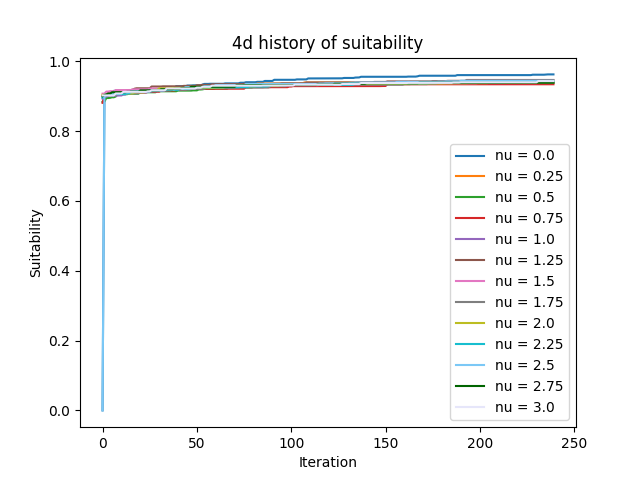 4d history of suitability
1.0
0.8
0.6
0.4
0.2
0.0
Suitability
nu = 0.0
nu = 0.25
nu = 0.5
nu = 0.75
nu = 1.0
nu = 1.25
nu = 1.5
nu = 1.75
nu = 2.0
nu = 2.25
nu = 2.5
nu = 2.75
nu = 3.0
0 50 100 150 200 250
Iteration